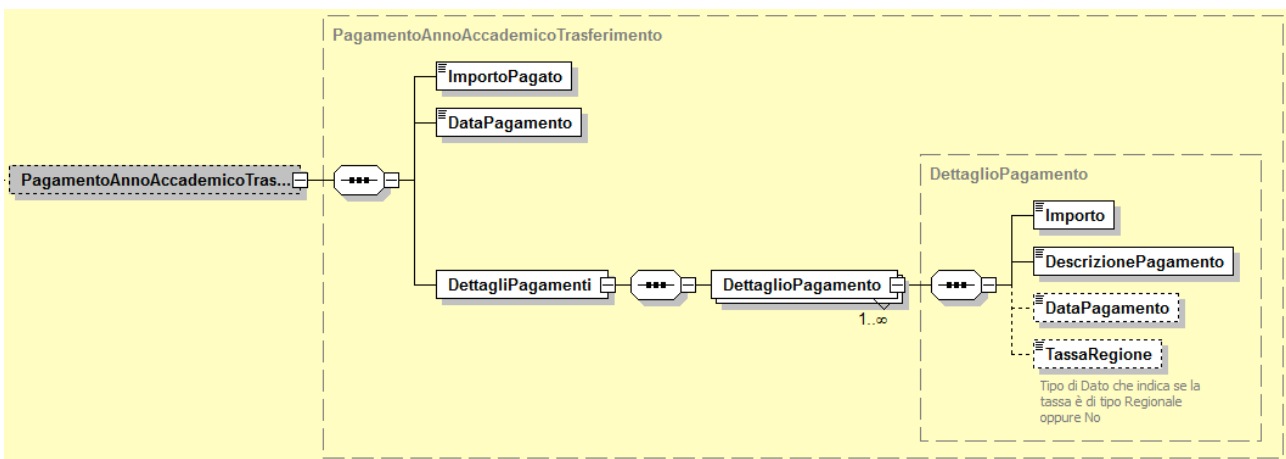 PagamentoAnnoAccademicoTrasferimento
ImportoPagato
DataPagamento
PagamentoAnnoAccademicoTras...
DettaglioPagamento
Importo
DescrizionePagamento
DettagliPagamenti
DettaglioPagamento
DataPagamento
1..∞
TassaRegione
Tipo di Dato che indica se la
tassa è di tipo Regionale
oppure No